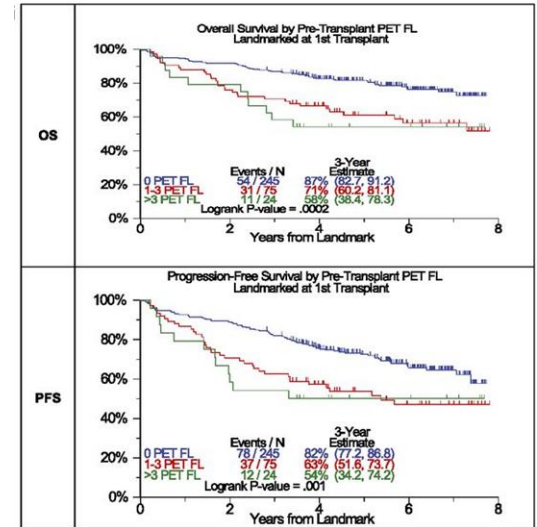 OS
Overall Survival by Pre-Transplant PET FL
Landmarked at 1st Transplant
100%
80%
60%
40%
20%
0%
Events / N
3-Year
Estimate
0 PET FL 54 / 245 87% (82.7, 91.2)
1-3 PET FL 31 / 75 71% (60.2, 81.1)
>3 PET FL 11 / 24 58% (38.4, 78.3)
Logrank P-value = .0002
0 2 4 6 8
Years from Landmark
PFS
Progression-Free Survival by Pre-Transplant PET FL
Landmarked at 1st Transplant
100%
80%
60%
40%
20%
0%
Events / N
3-Year
Estimate
0 PET FL 78 / 245 82% (77.2, 86.8)
1-3 PET FL 37 / 75 63% (51.6, 73.7)
>3 PET FL 12 / 24 54% (34.2, 74.2)
Logrank P-value = .001
0 2 4 6 8
Years from Landmark